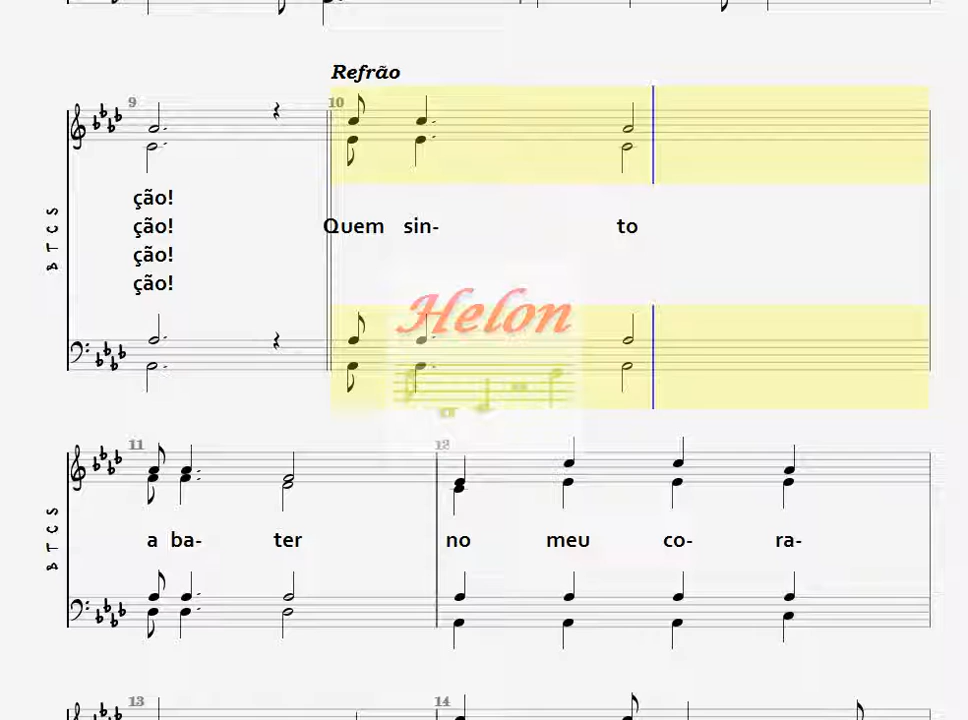 Refrão
9
10
ção!
ção! Quem sin- to
ção!
ção!
S C T B
Helon
11
12
a ba- ter no meu co- ra-
S C T B
13
14